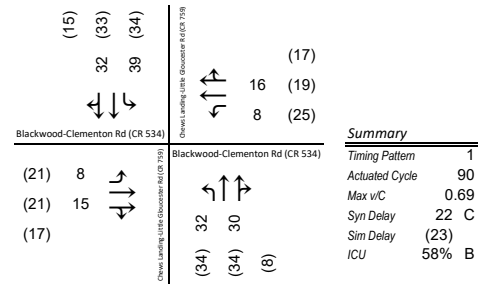 (15) (33) (34)
32 39
Chews Landing-Little Gloucester Rd (CR 759)
(17)
16 (19)
8 (25)
Blackwood-Clementon Rd (CR 534)
(21) 8
(21) 15
(17)
Chews Landing-Little Gloucester Rd (CR 759)
Blackwood-Clementon Rd (CR 534)
32 30
(34) (34) (8)
Summary
Timing Pattern 1
Actuated Cycle 90
Max v/C 0.69
Syn Delay 22 C
Sim Delay (23)
ICU 58% B